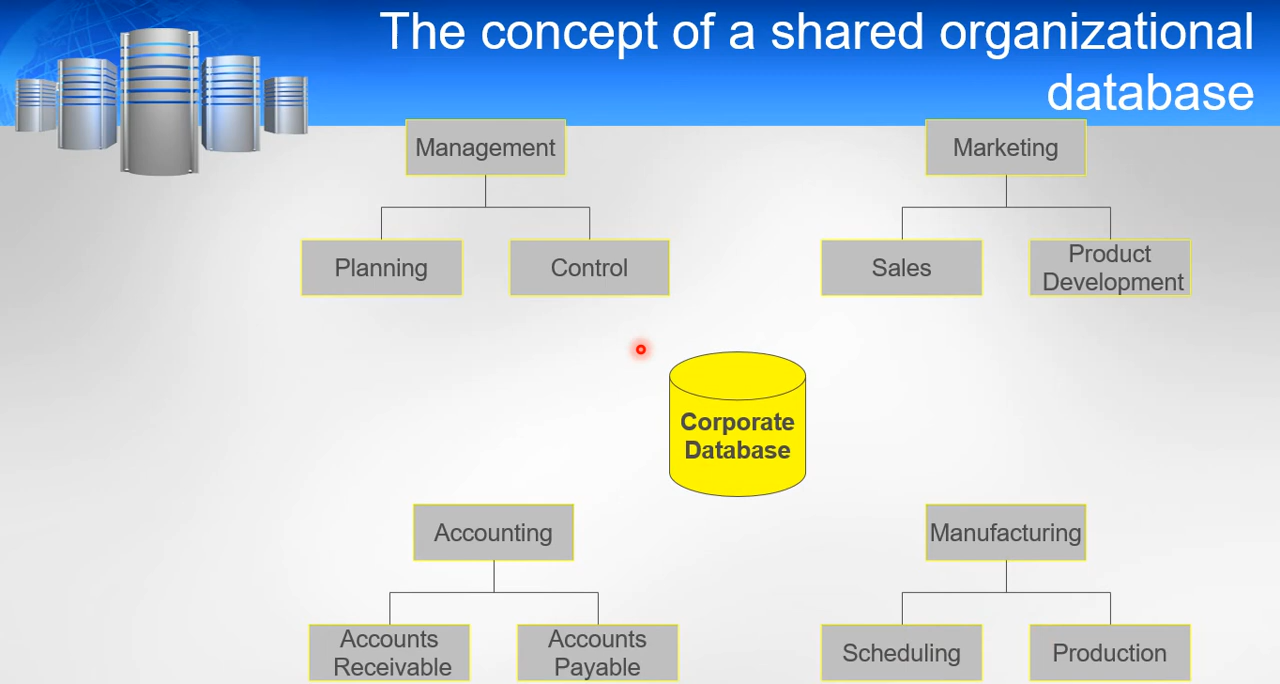 The concept of a shared organizational
database
Management
Marketing
Planning
Control
Sales
Product
Development
Corporate
Database
Accounting
Manufacturing
Accounts
Receivable
Accounts
Payable
Scheduling
Production